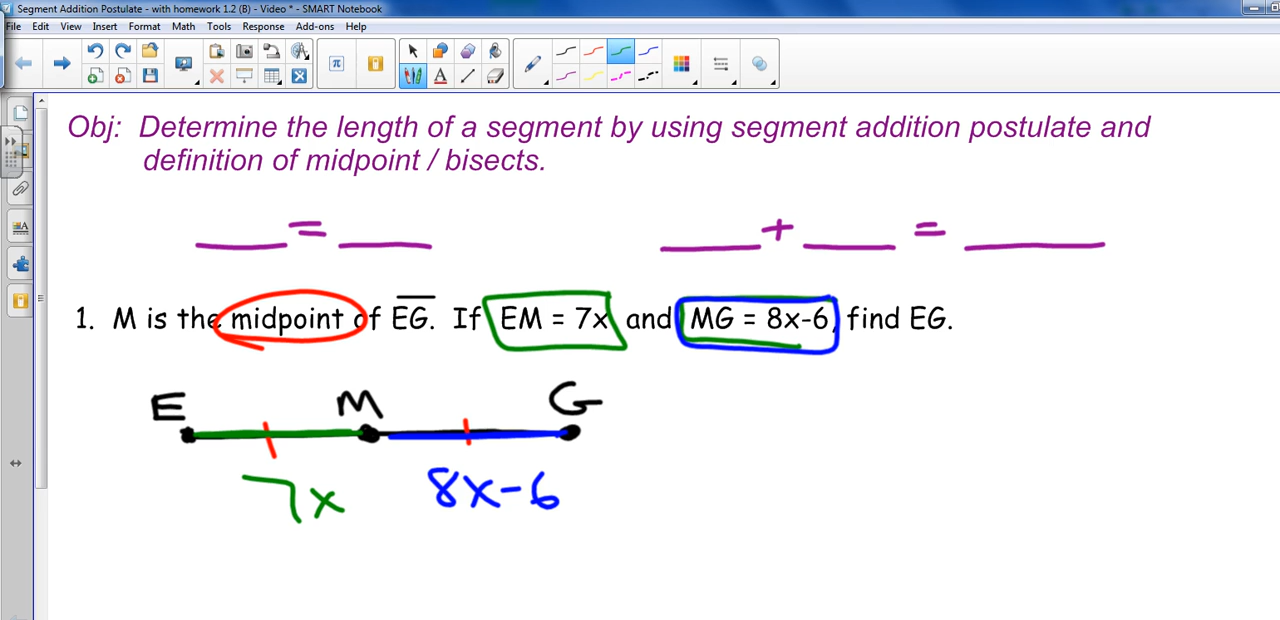 Segment Addition Postulate - with homework 1.2 (B) - Video * - SMART Notebook
File Edit View Insert Format Math Tools Response Add-ons Help
Obj: Determine the length of a segment by using segment addition postulate and
definition of midpoint / bisects.
___ = ___ ___ + ___ = ___
1. M is the midpoint of EG. If EM = 7x and MG = 8x-6, find EG.
E M G
7x 8x-6